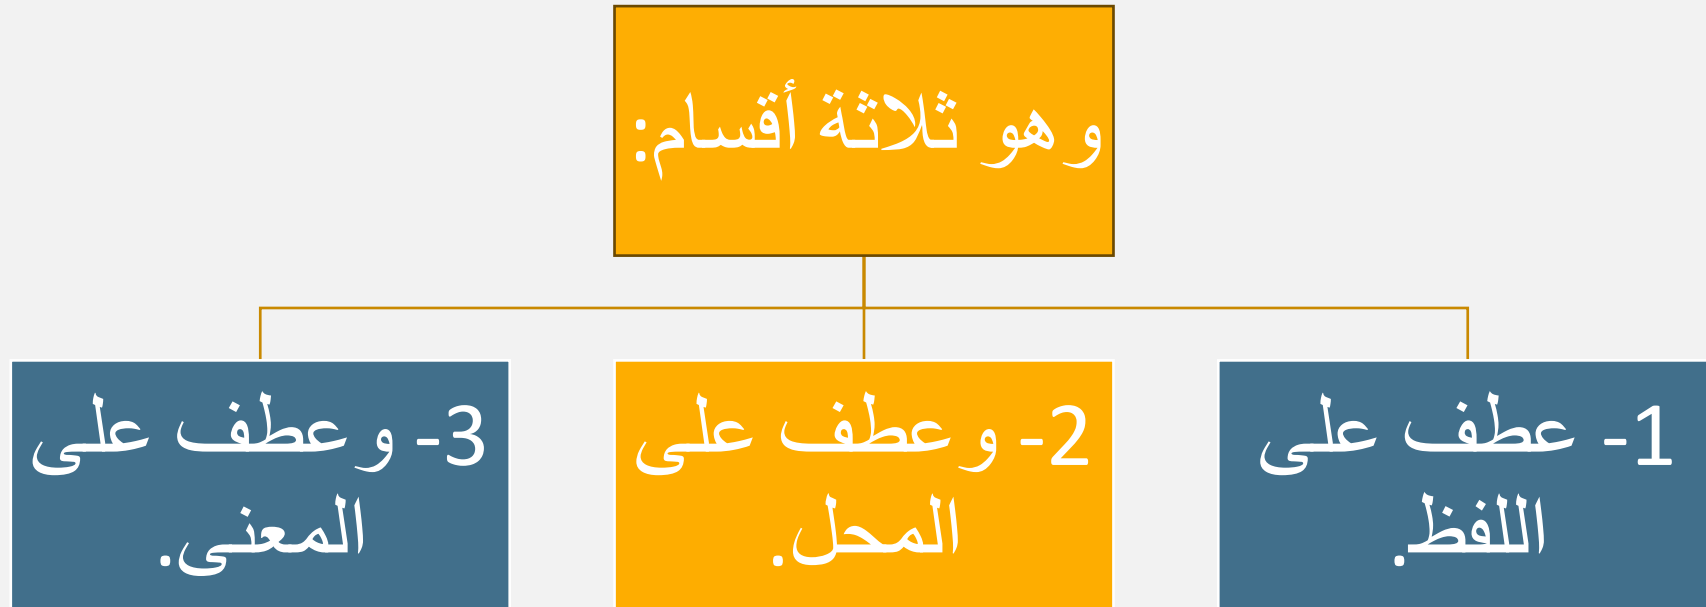 وهو ثلاثة أقسام:
1- عطف على
اللفظ.
2- وعطف على
المحل.
3- وعطف على
المعنى.